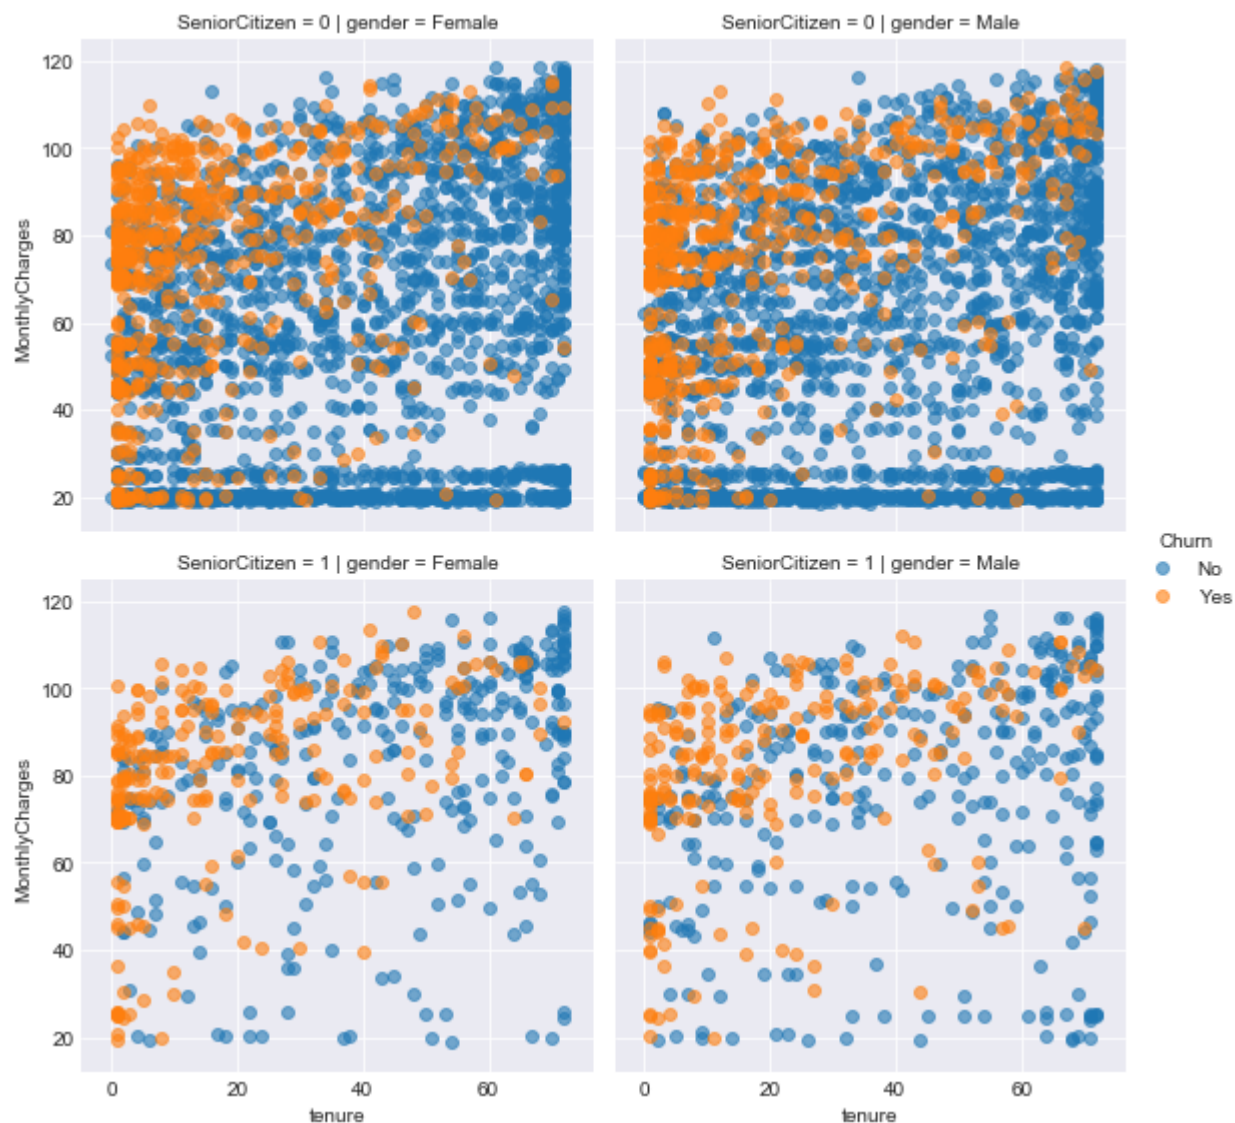 SeniorCitizen = 0 | gender = Female
SeniorCitizen = 0 | gender = Male
120
100
80
60
40
20
MonthlyCharges
SeniorCitizen = 1 | gender = Female
SeniorCitizen = 1 | gender = Male
Churn
No
Yes
120
100
80
60
40
20
MonthlyCharges
0 20 40 60
0 20 40 60
tenure
tenure